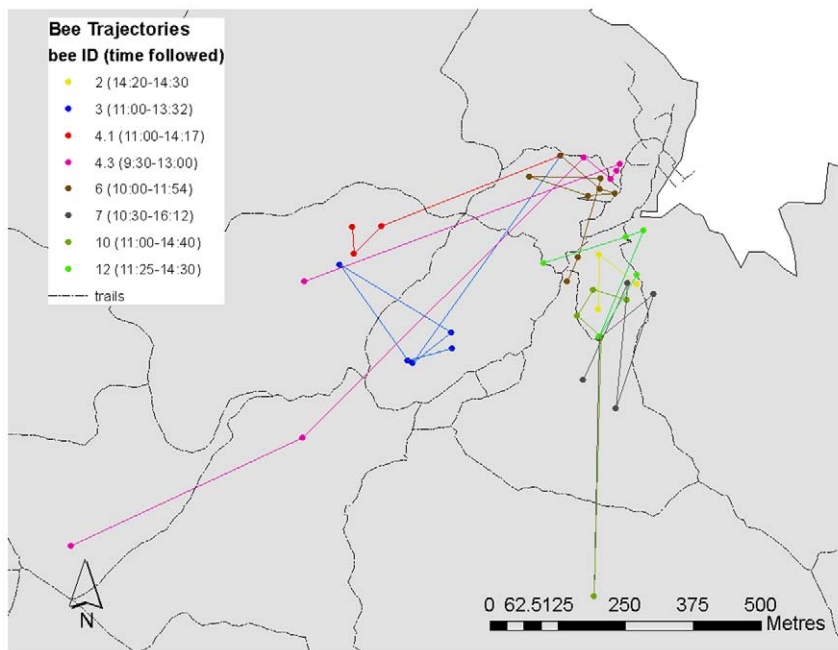 Bee Trajectories
bee ID (time followed)
2 (14:20-14:30
3 (11:00-13:32)
4.1 (11:00-14:17)
4.3 (9:30-13:00)
6 (10:00-11:54)
7 (10:30-16:12)
10 (11:00-14:40)
12 (11:25-14:30)
trails
N
0 62.5125 250 375 500
Metres